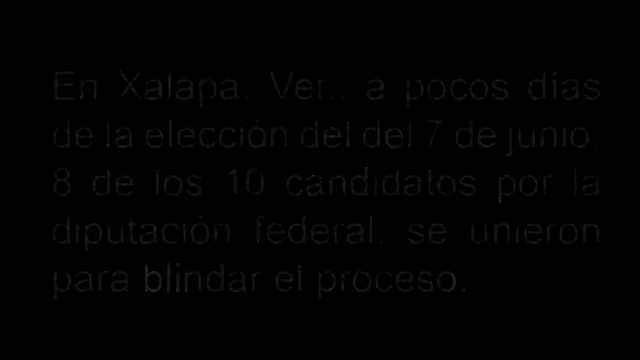 En Xalapa, Ver., a pocos días
de la elección del del 7 de junio,
8 de los 10 candidatos por la
diputación federal, se unieron
para blindar el proceso.